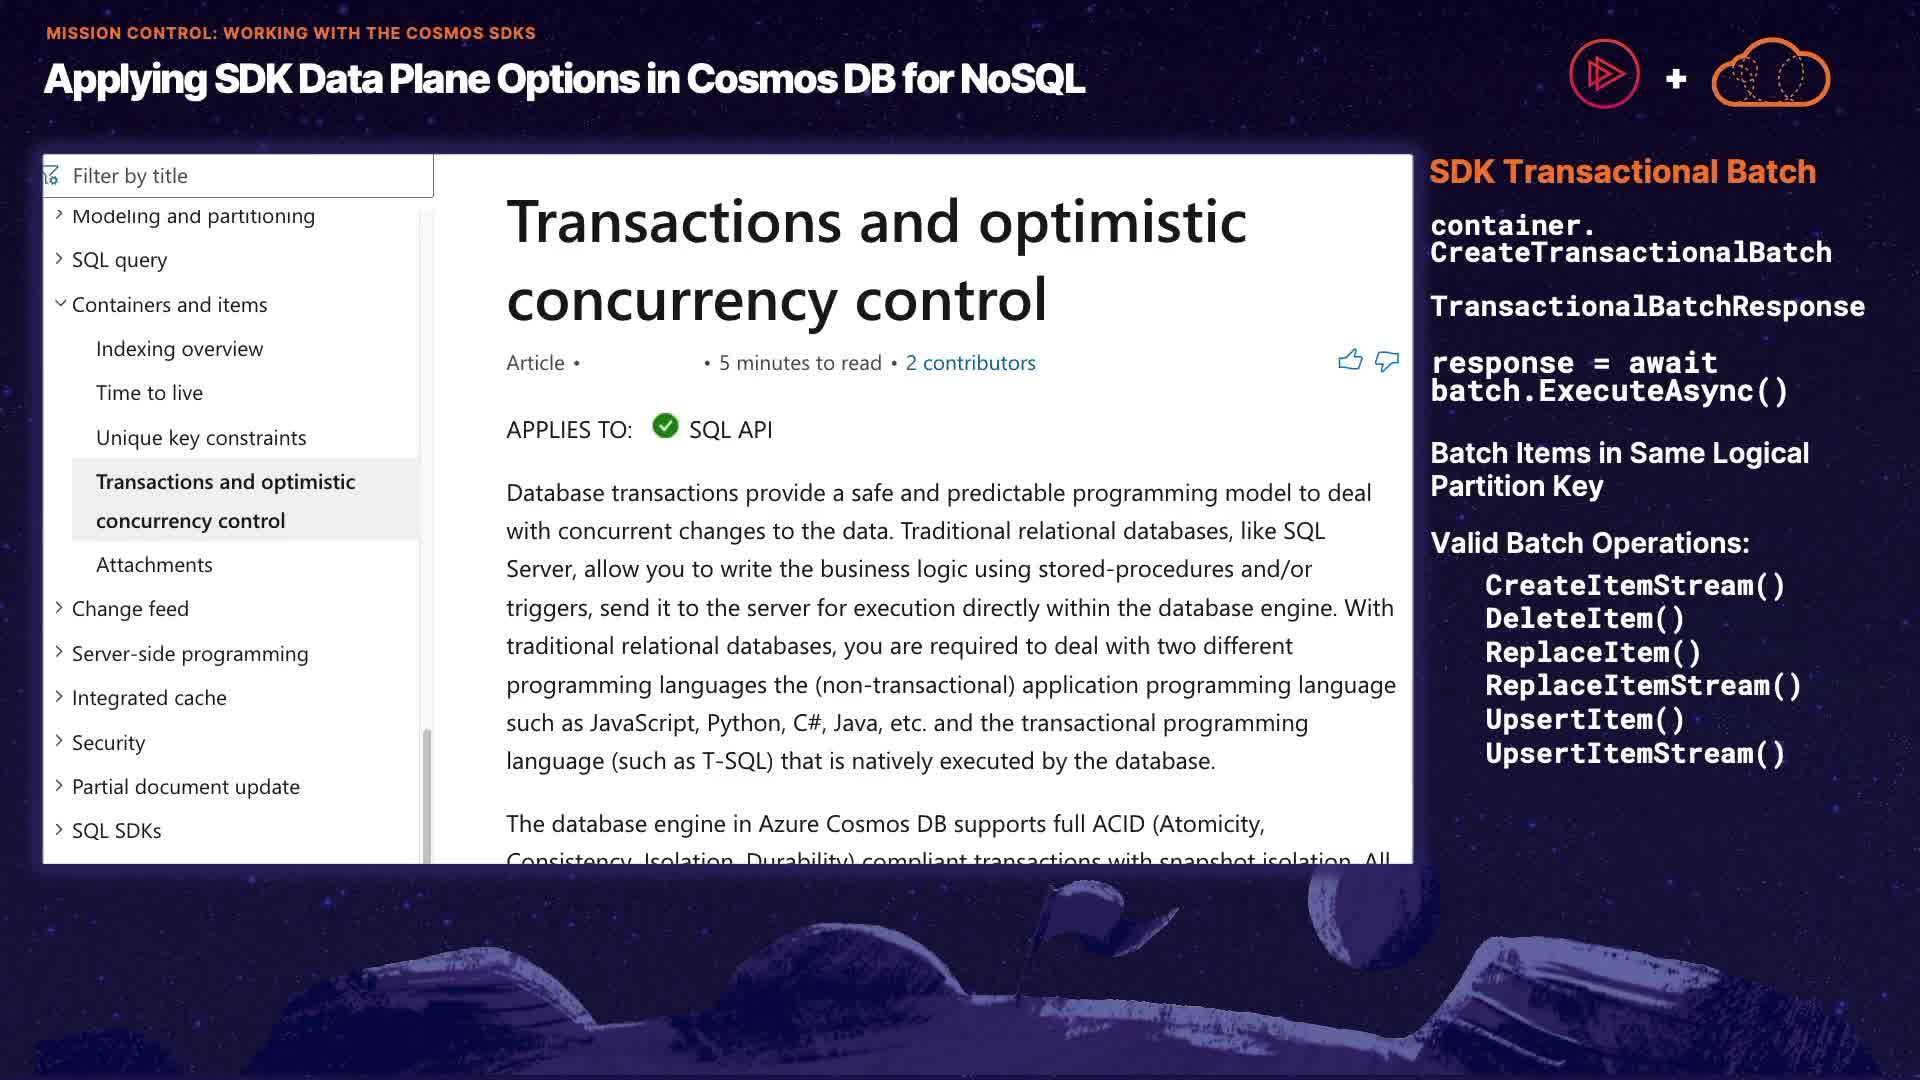 MISSION CONTROL: WORKING WITH THE COSMOS SDKS
Applying SDK Data Plane Options in Cosmos DB for NoSQL
+
Filter by title
Modeling and partitioning
SQL query
Containers and items
Indexing overview
Time to live
Unique key constraints
Transactions and optimistic
concurrency control
Attachments
Change feed
Server-side programming
Integrated cache
Security
Partial document update
SQL SDKs
Transactions and optimistic
concurrency control
Article • • 5 minutes to read • 2 contributors
APPLIES TO: SQL API
Database transactions provide a safe and predictable programming model to deal
with concurrent changes to the data. Traditional relational databases, like SQL
Server, allow you to write the business logic using stored-procedures and/or
triggers, send it to the server for execution directly within the database engine. With
traditional relational databases, you are required to deal with two different
programming languages the (non-transactional) application programming language
such as JavaScript, Python, C#, Java, etc. and the transactional programming
language (such as T-SQL) that is natively executed by the database.
The database engine in Azure Cosmos DB supports full ACID (Atomicity,
Consistency, Isolation, Durability) compliant transactions with snapshot isolation. All
SDK Transactional Batch
container.
CreateTransactionalBatch
TransactionalBatchResponse
response = await
batch.ExecuteAsync()
Batch Items in Same Logical
Partition Key
Valid Batch Operations:
CreateItemStream()
DeleteItem()
ReplaceItem()
ReplaceItemStream()
UpsertItem()
UpsertItemStream()